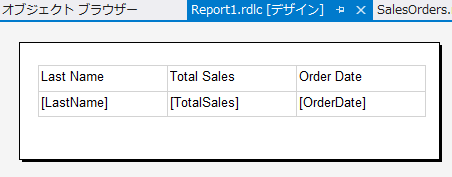 オブジェクト ブラウザー Report1.rdlc [デザイン] SalesOrders.
Last Name Total Sales Order Date
[LastName] [TotalSales] [OrderDate]